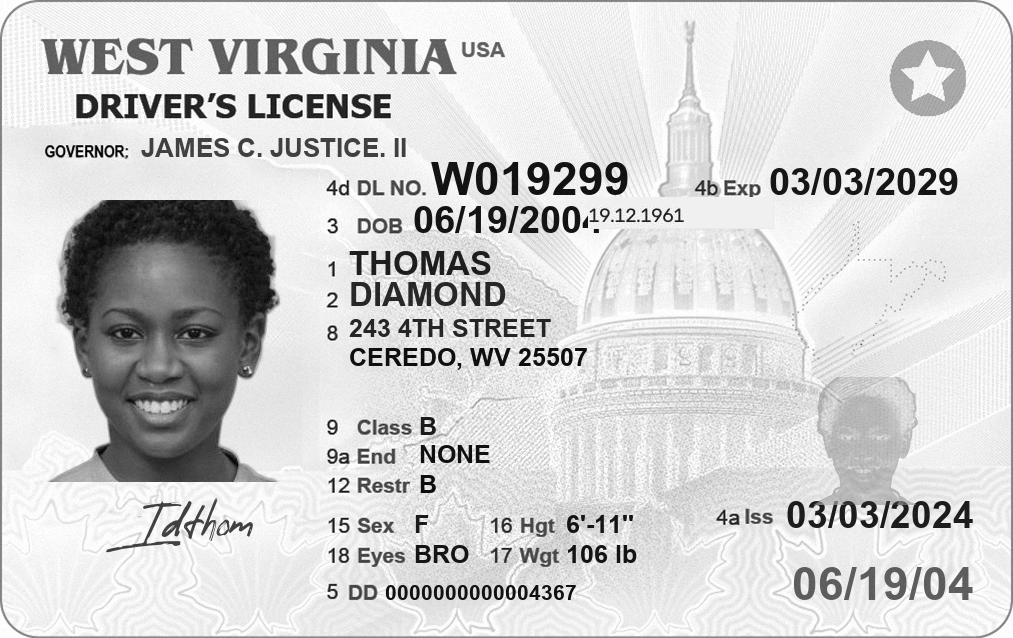 WEST VIRGINIA USA
DRIVER'S LICENSE
GOVERNOR: JAMES C. JUSTICE. II
4d DL NO. W019299 4b Exp 03/03/2029
3 DOB 06/19/200 19.12.1961
1 THOMAS
2 DIAMOND
8 243 4TH STREET
CEREDO, WV 25507
9 Class B
9a End NONE
12 Restr B
15 Sex F 16 Hgt 6'-11" 4a Iss 03/03/2024
18 Eyes BRO 17 Wgt 106 lb
5 DD 0000000000004367
06/19/04
Idthom